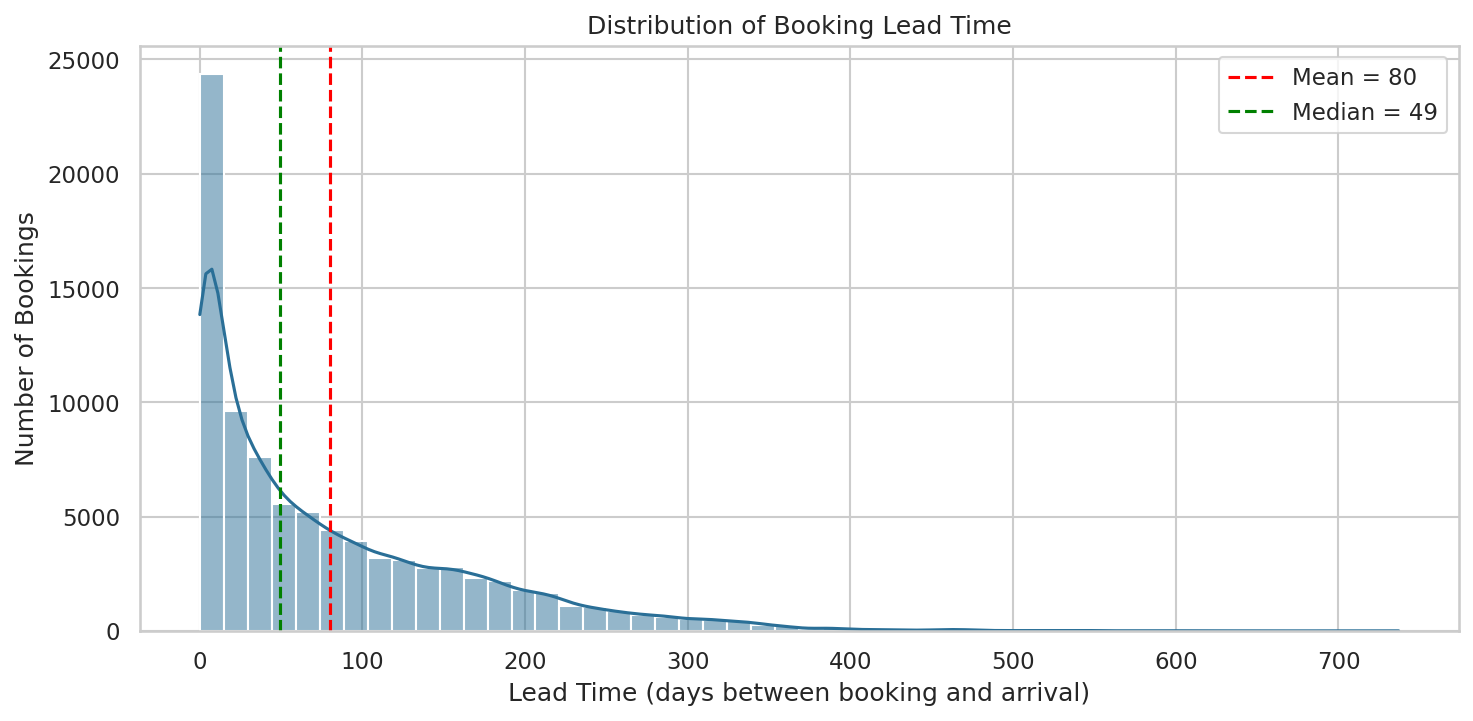 Distribution of Booking Lead Time
Mean = 80
Median = 49
Number of Bookings
25000
20000
15000
10000
5000
0
0 100 200 300 400 500 600 700
Lead Time (days between booking and arrival)